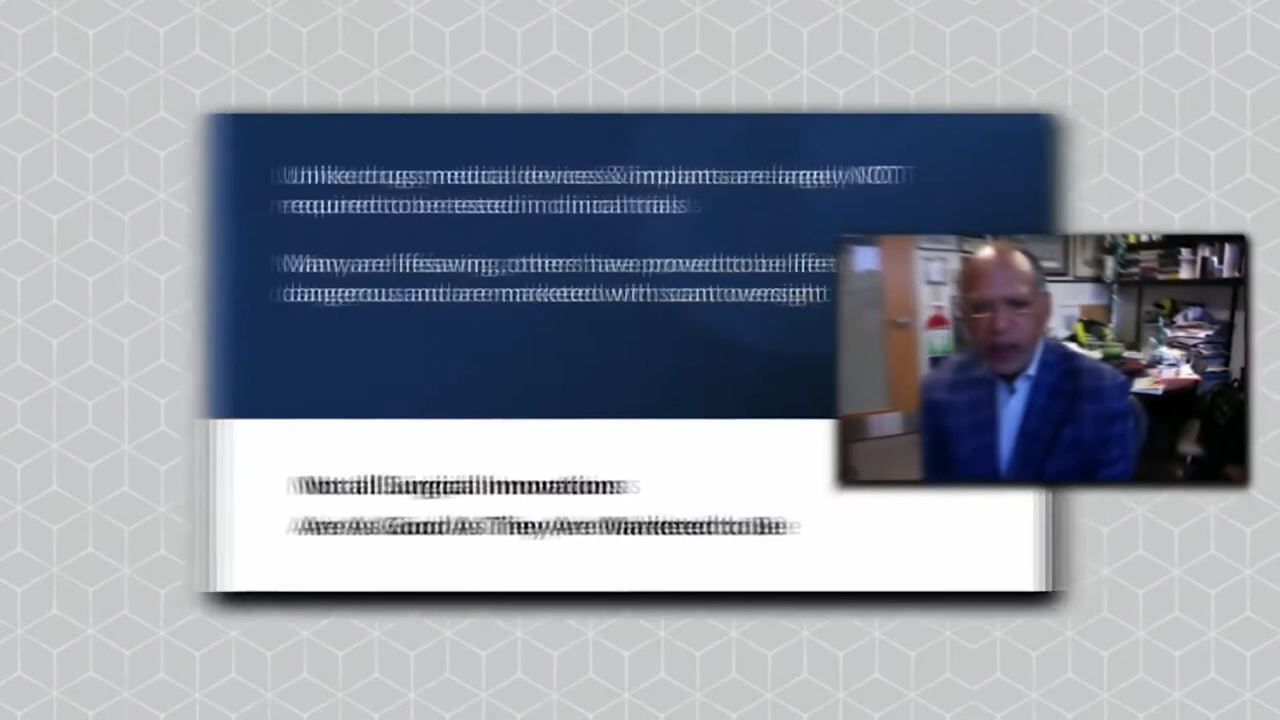 Unlike drugs, medical devices & implants are largely NOT
required to be tested in clinical trials
Many are lifesaving, others have proved to be life
dangerous and are marketed with scant oversight
Not all Surgical Innovations
Are As Good As They Are Marketed to Be